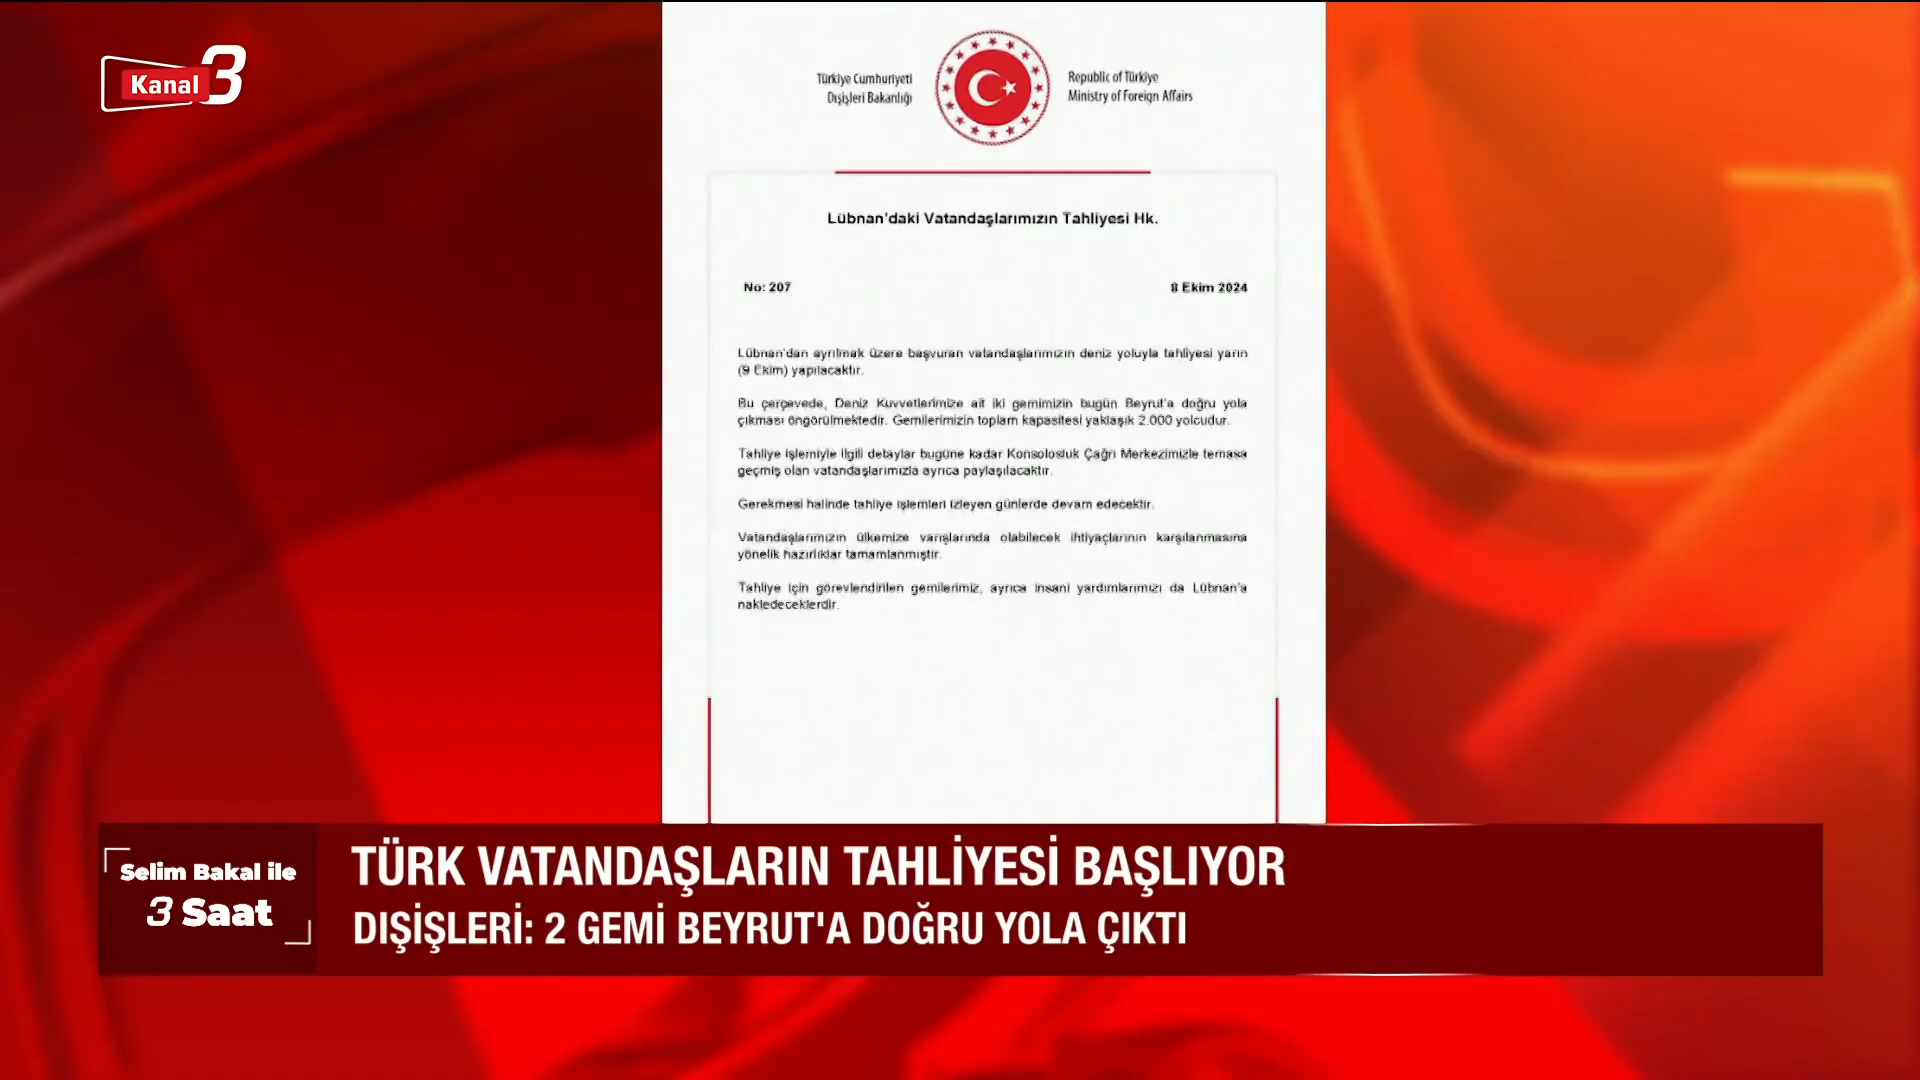 Kanal 3
Türkiye Cumhuriyeti
Dışişleri Bakanlığı
Republic of Türkiye
Ministry of Foreign Affairs
Lübnan'daki Vatandaşlarımızın Tahliyesi Hk.
No: 207
8 Ekim 2024
Lübnan'dan ayrılmak üzere başvuran vatandaşlarımızın deniz yoluyla tahliyesi yarın
(9 Ekim) yapılacaktır.
Bu çerçevede, Deniz Kuvvetlerimize ait iki gemimizin bugün Beyrut'a doğru yola
çıkması öngörülmektedir. Gemilerimizin toplam kapasitesi yaklaşık 2.000 yolcudur.
Tahliye işlemiyle ilgili detaylar bugüne kadar Konsolosluk Çağrı Merkezimizle temasa
geçmiş olan vatandaşlarımızla ayrıca paylaşılacaktır.
Gerekmesi halinde tahliye işlemleri izleyen günlerde devam edecektir.
Vatandaşlarımızın ülkemize varışlarında olabilecek ihtiyaçlarının karşılanmasına
yönelik hazırlıklar tamamlanmıştır.
Tahliye için görevlendirilen gemilerimiz, ayrıca insani yardımlarımızı da Lübnan'a
nakledeceklerdir.
Selim Bakal ile
3 Saat
TÜRK VATANDAŞLARIN TAHLİYESİ BAŞLIYOR
DIŞİŞLERİ: 2 GEMİ BEYRUT'A DOĞRU YOLA ÇIKTI